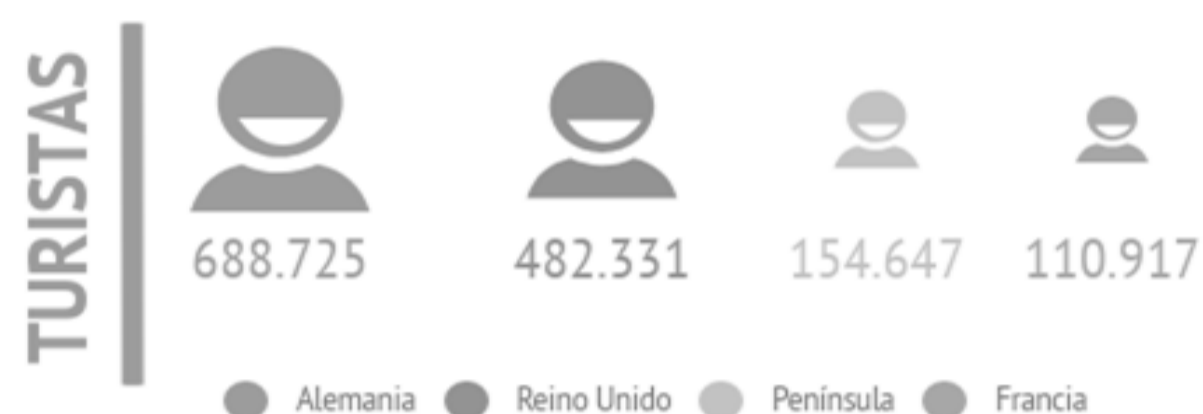 TURISTAS
688.725 482.331 154.647 110.917
Alemania Reino Unido Península Francia